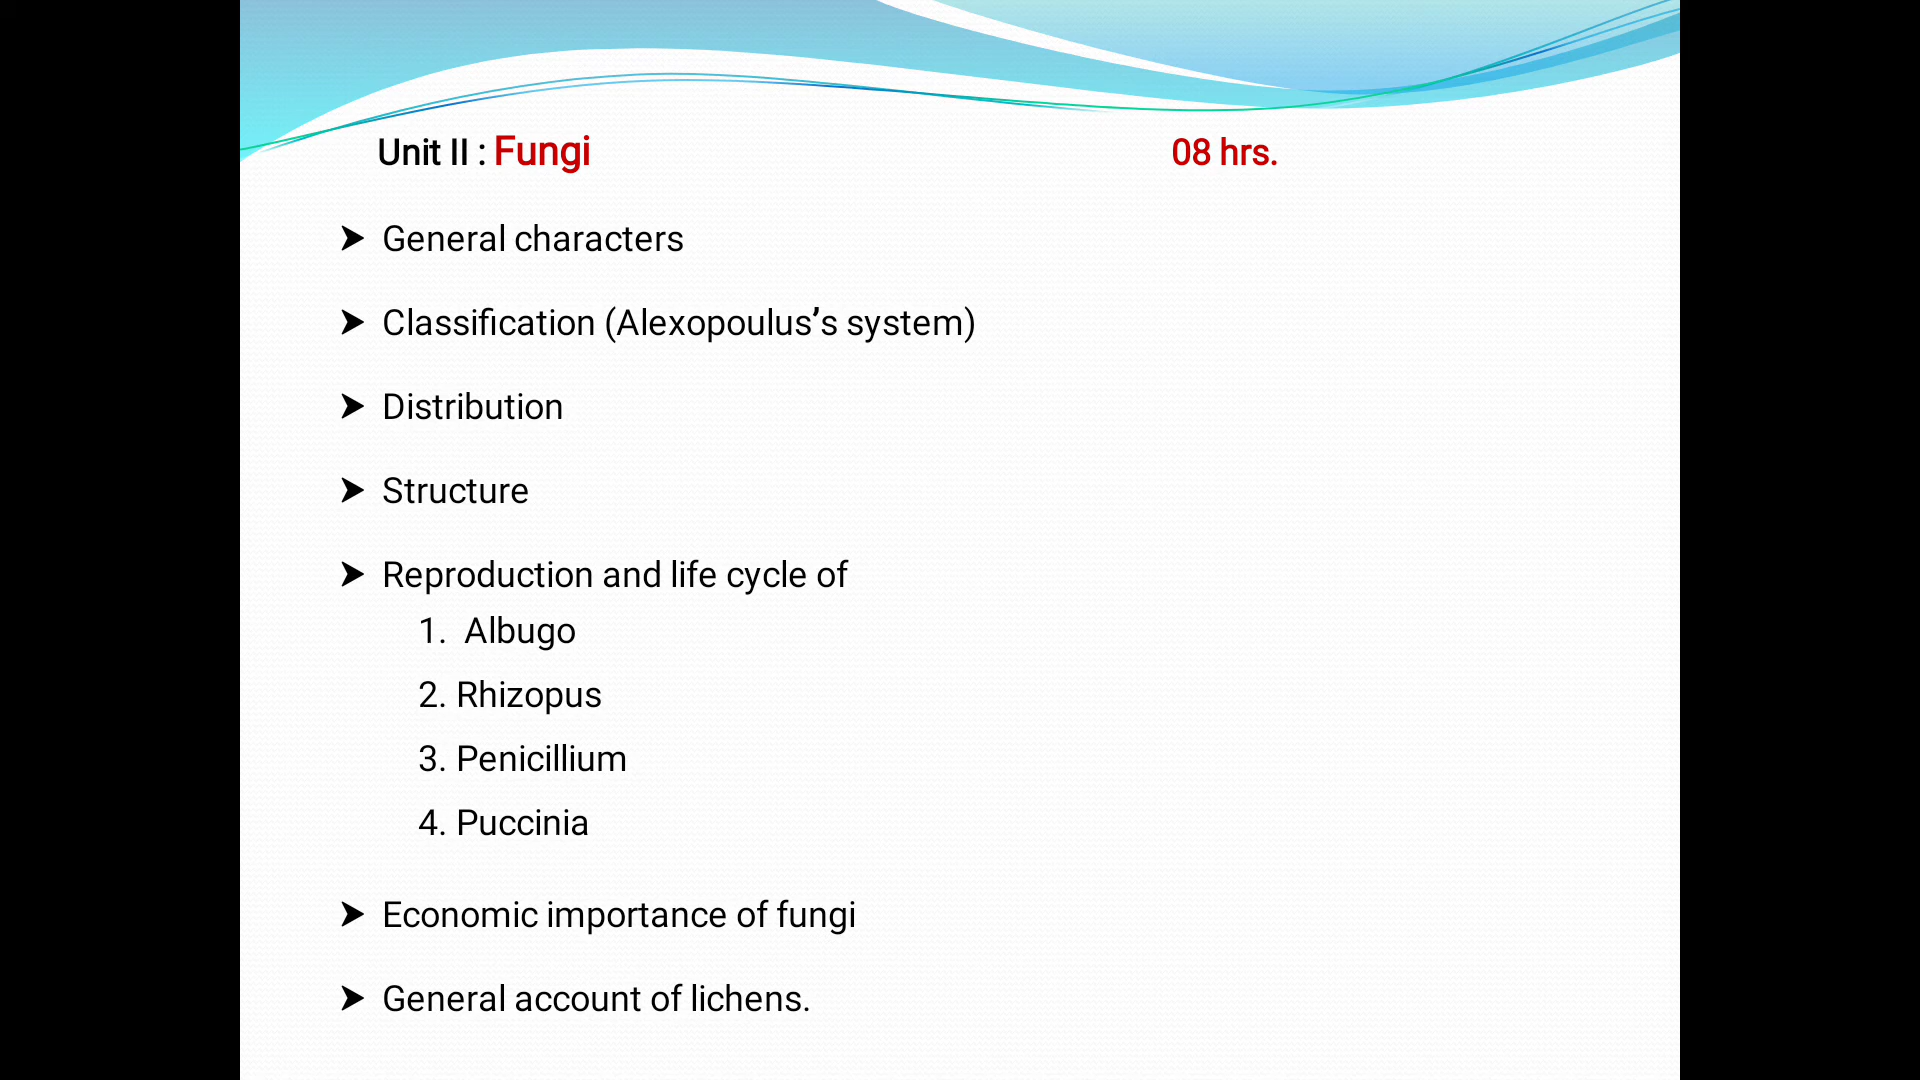 Unit II : Fungi 08 hrs.
➤ General characters
➤ Classification (Alexopoulus’s system)
➤ Distribution
➤ Structure
➤ Reproduction and life cycle of
1. Albugo
2. Rhizopus
3. Penicillium
4. Puccinia
➤ Economic importance of fungi
➤ General account of lichens.